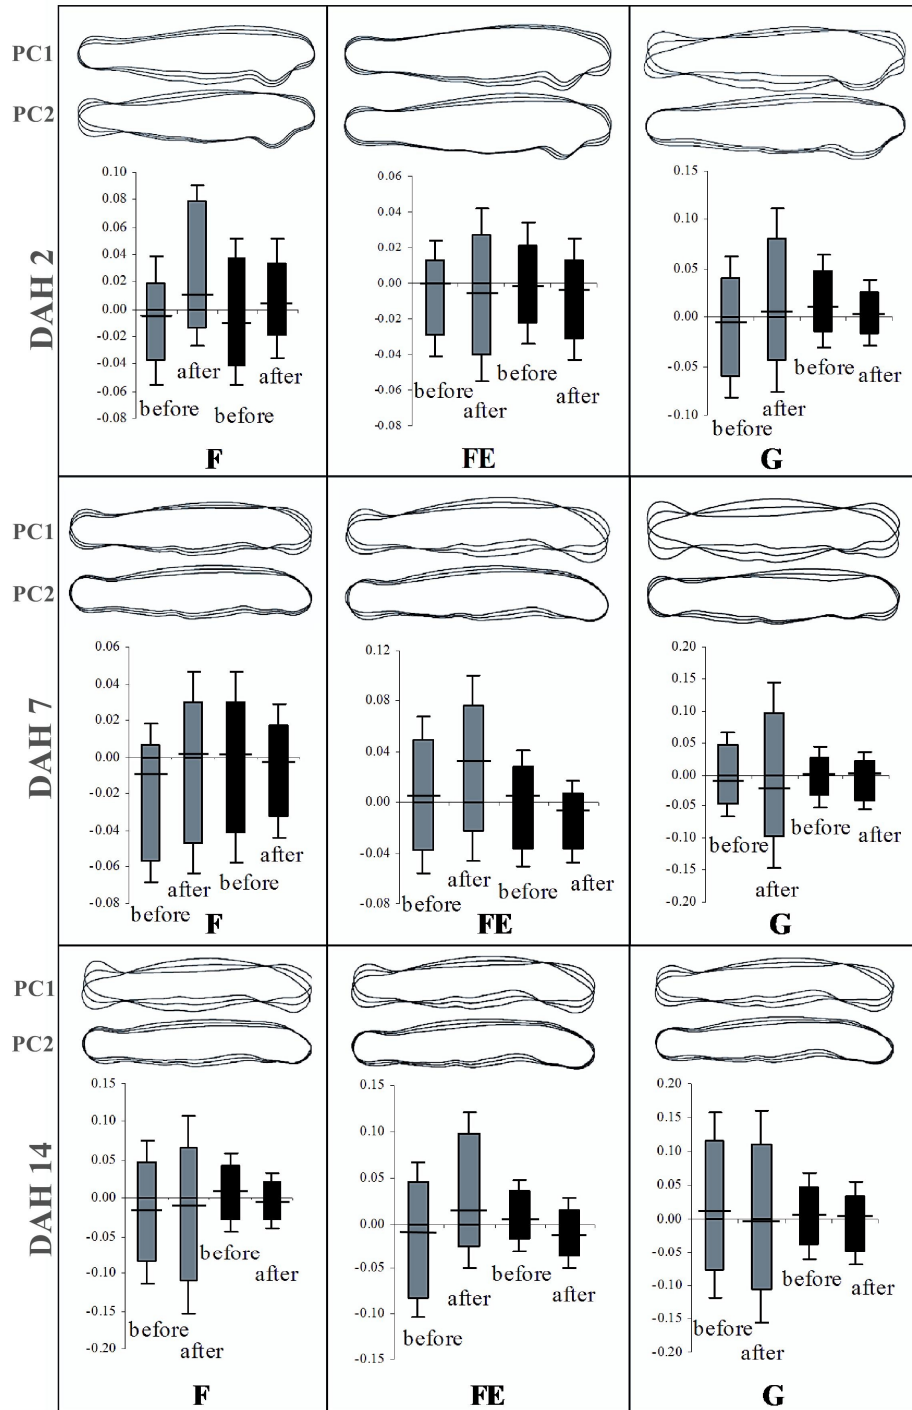 PC1
PC2
DAH 2
0.10
0.08
0.06
0.04
0.02
0.00
-0.02
-0.04
-0.06
-0.08
before
after
before
after
F
0.06
0.04
0.02
0.00
-0.02
-0.04
-0.06
-0.08
before
after
before
after
FE
0.15
0.10
0.05
0.00
-0.05
-0.10
before
after
before
after
G
PC1
PC2
DAH 7
0.06
0.04
0.02
0.00
-0.02
-0.04
-0.06
-0.08
before
after
before
after
F
0.12
0.08
0.04
0.00
-0.04
-0.08
before
after
before
after
FE
0.20
0.15
0.10
0.05
0.00
-0.05
-0.10
-0.15
-0.20
before
after
before
after
G
PC1
PC2
DAH 14
0.15
0.10
0.05
0.00
-0.05
-0.10
-0.15
-0.20
before
after
before
after
F
0.15
0.10
0.05
0.00
-0.05
-0.10
-0.15
before
after
before
after
FE
0.20
0.15
0.10
0.05
0.00
-0.05
-0.10
-0.15
-0.20
before
after
before
after
G